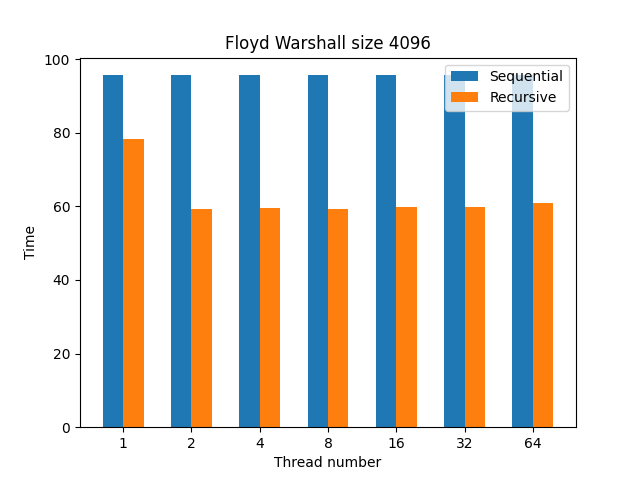 Floyd Warshall size 4096
Sequential
Recursive
100
80
60
40
20
0
Time
1 2 4 8 16 32 64
Thread number